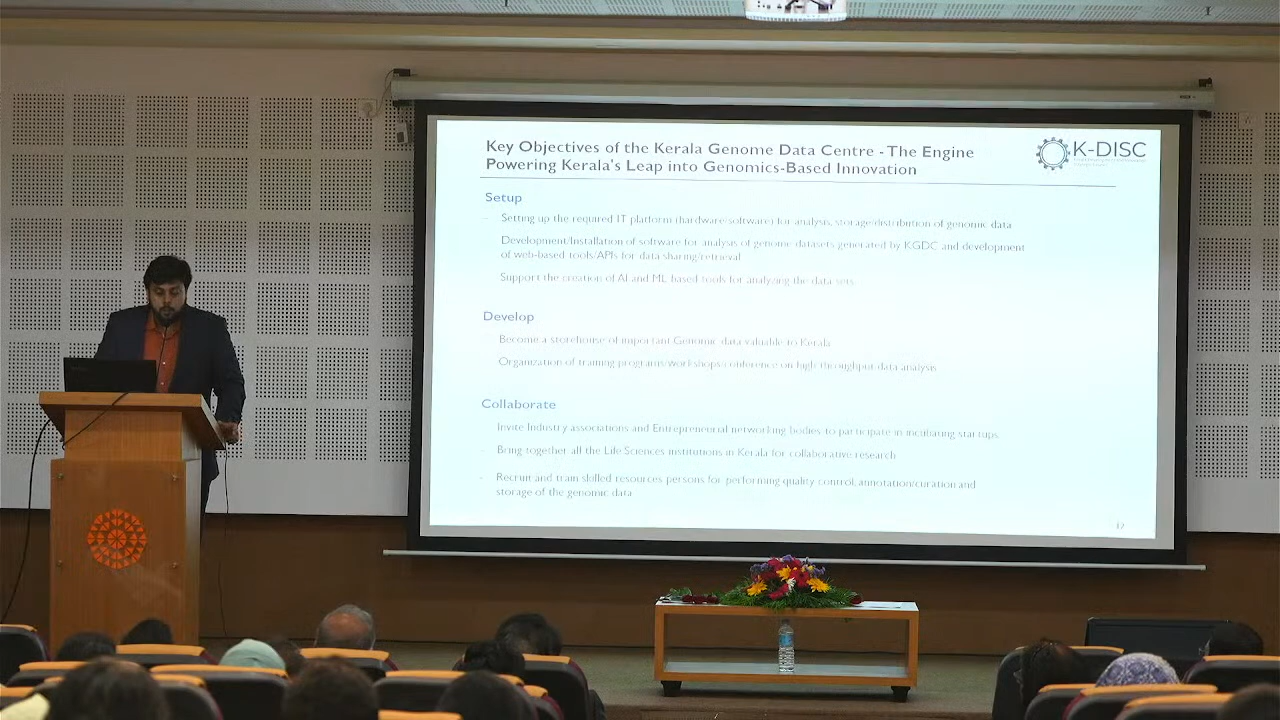 Key Objectives of the Kerala Genome Data Centre - The Engine
Powering Kerala's Leap into Genomics-Based Innovation
K-DISC
Setup
- Setting up the required IT platform (hardware/software) for analysis, storage/distribution of genomic data
Development/Installation of software for analysis of genomic datasets generated by KGDC and development
of web-based tools/APIs for data sharing/retrieval
Support the creation of AI and ML based tools for analyzing the data sets
Develop
Become a storehouse of important Genomic data valuable to Kerala
Organization of training programs/workshops/conference on high-throughput data analysis
Collaborate
Invite Industry associations and Entrepreneurial networking bodies to participate in incubating startups
- Bring together all the Life Sciences institutions in Kerala for collaborative research
- Recruit and train skilled resources persons for performing quality control, annotation/curation and
storage of the genomic data
12